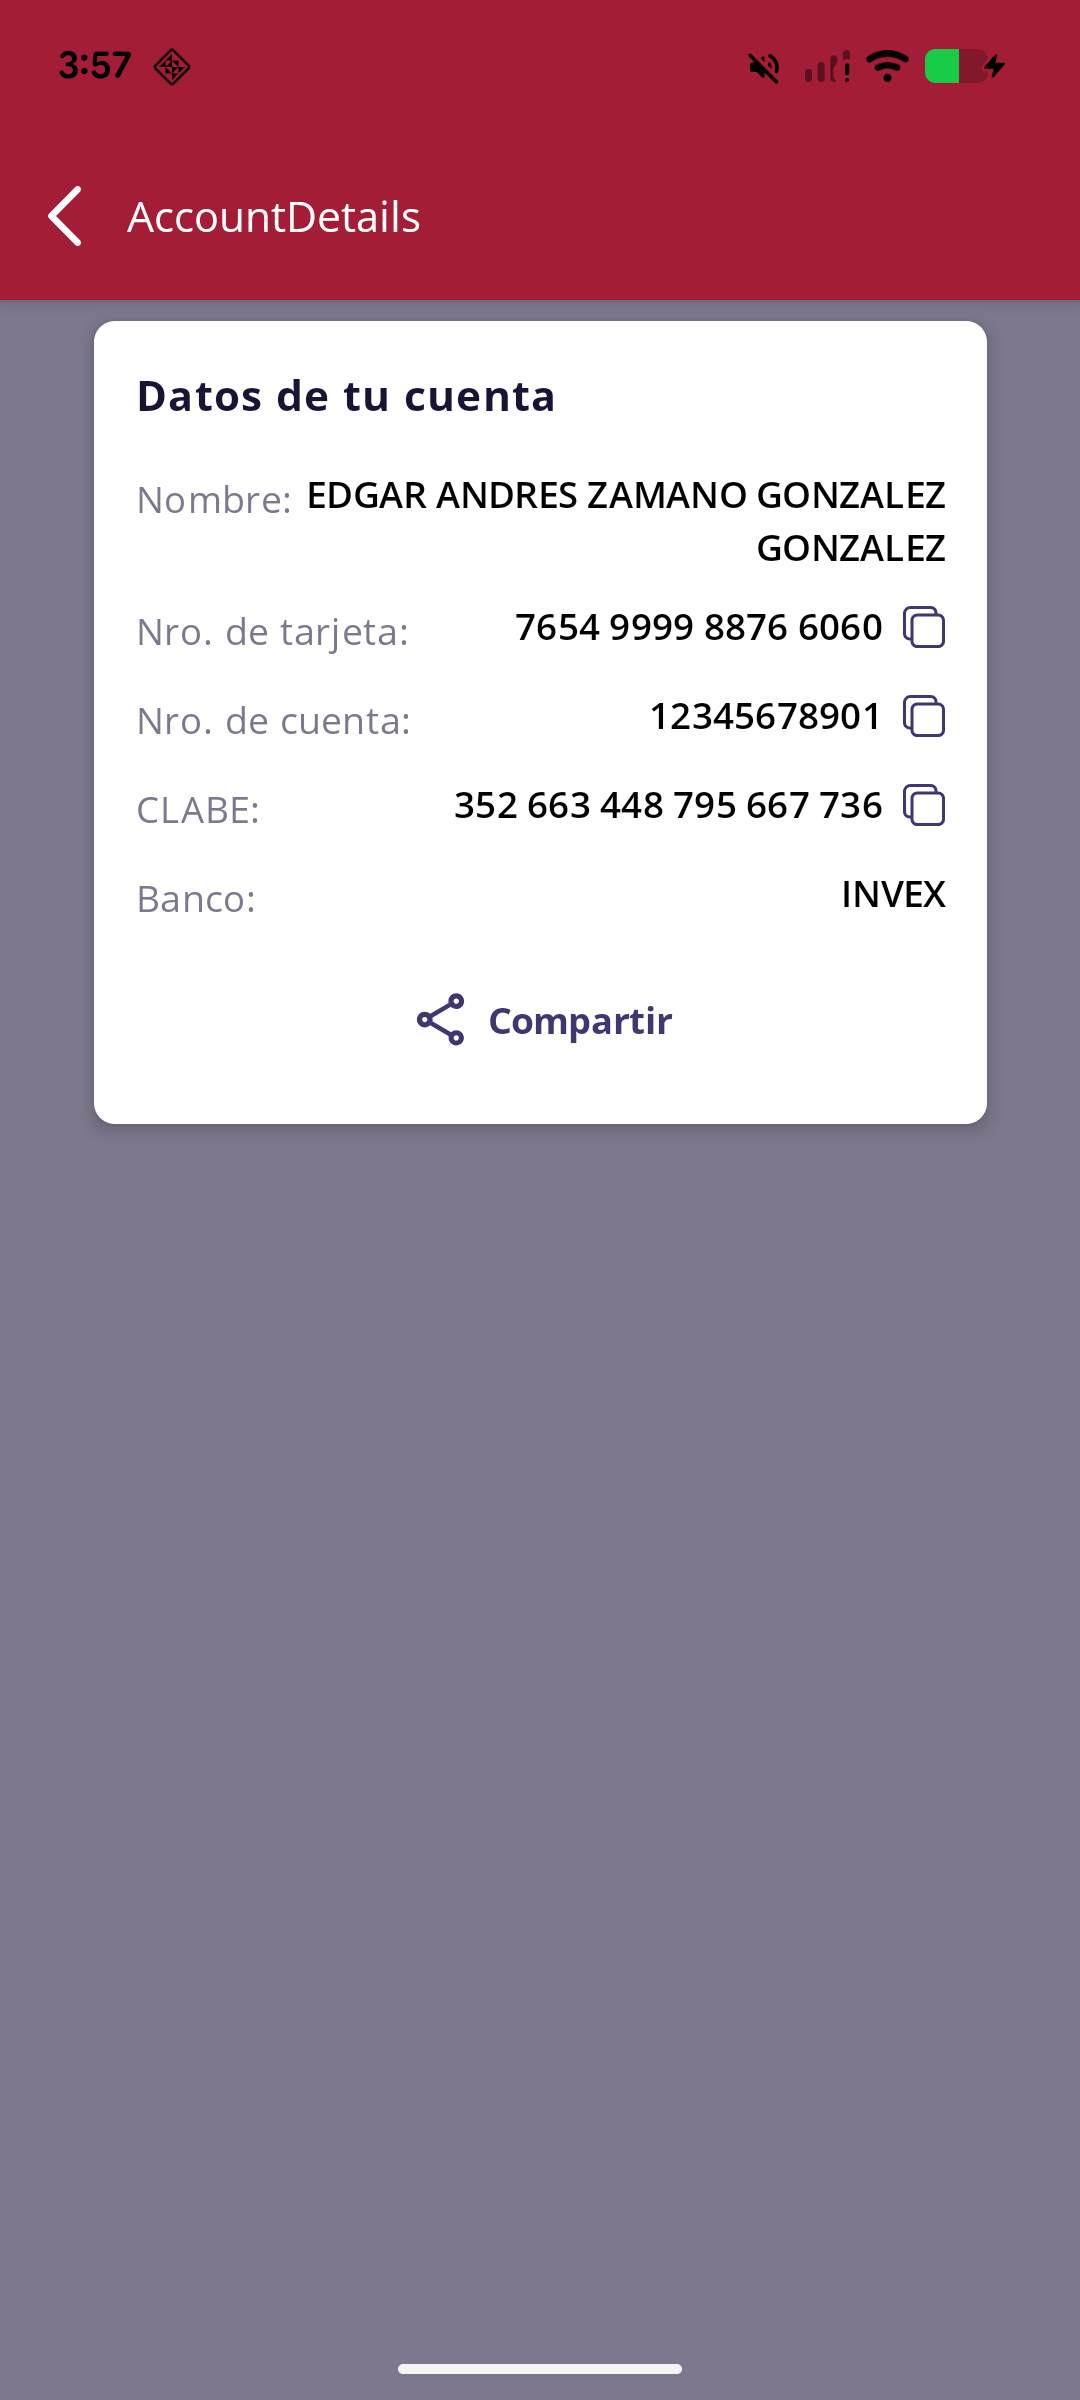 3:57
AccountDetails
Datos de tu cuenta
Nombre: EDGAR ANDRES ZAMANO GONZALEZ
GONZALEZ
Nro. de tarjeta: 7654 9999 8876 6060
Nro. de cuenta: 12345678901
CLABE: 352 663 448 795 667 736
Banco: INVEX
Compartir